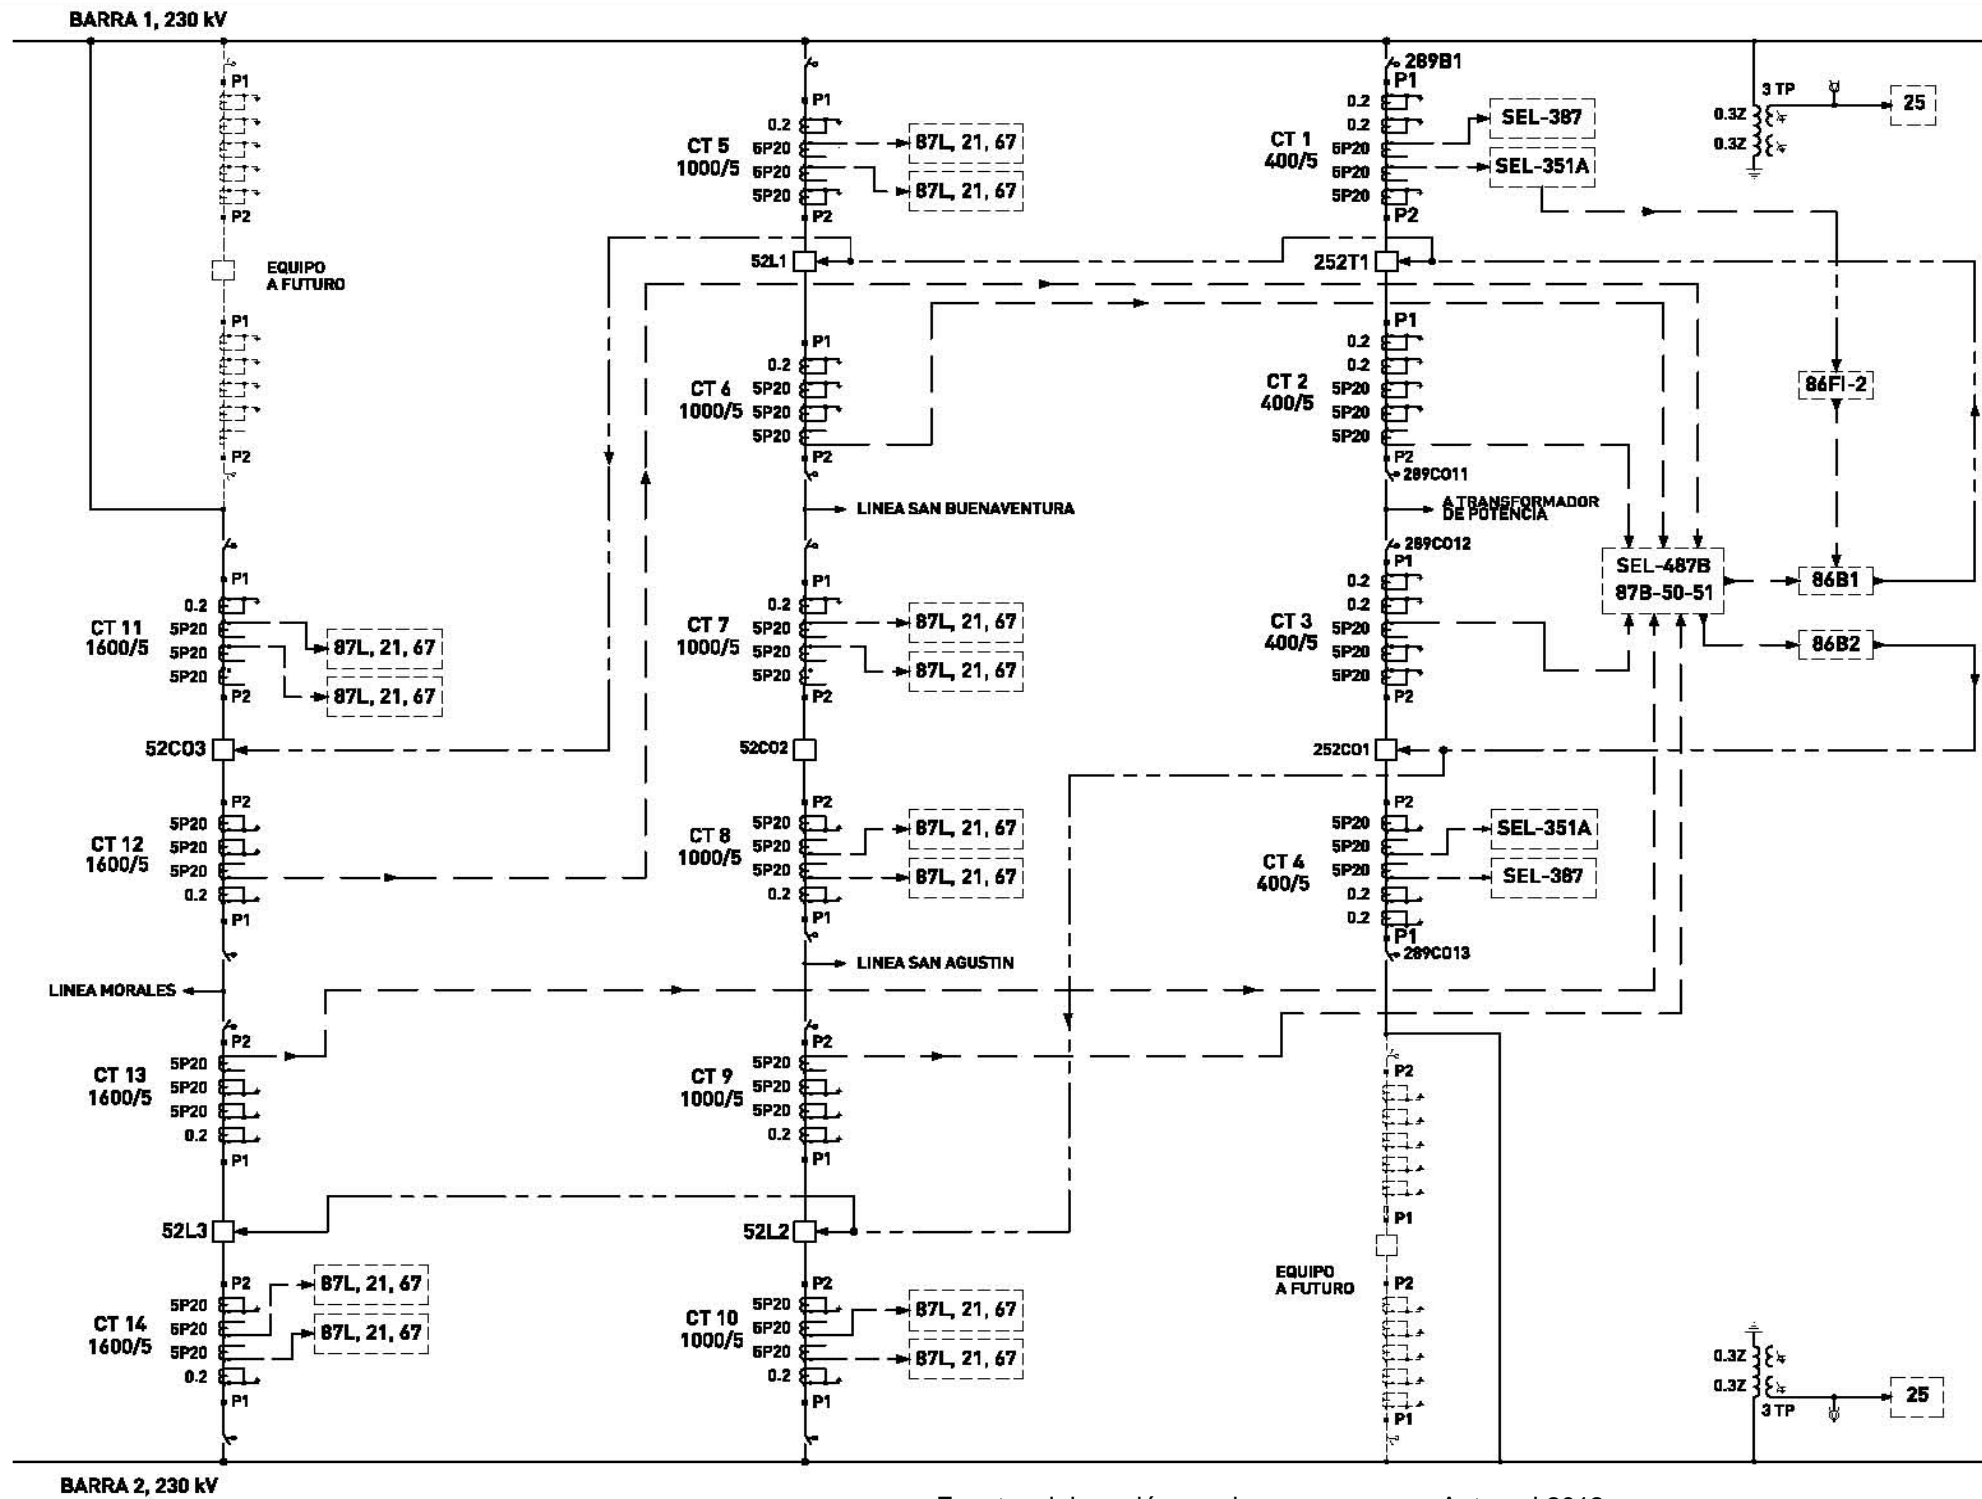 BARRA 1, 230 kV
P1
P2
EQUIPO
A FUTURO
P1
P2
P1
0.2
5P20
5P20
5P20
CT 11
1600/5
87L, 21, 67
87L, 21, 67
P2
52CO3
P2
5P20
5P20
5P20
0.2
CT 12
1600/5
P1
LINEA MORALES
P2
5P20
5P20
5P20
0.2
CT 13
1600/5
P1
52L3
P2
5P20
5P20
5P20
0.2
CT 14
1600/5
87L, 21, 67
87L, 21, 67
P1
P1
0.2
5P20
5P20
5P20
CT 5
1000/5
87L, 21, 67
87L, 21, 67
P2
52L1
P1
0.2
5P20
5P20
5P20
CT 6
1000/5
P2
LINEA SAN BUENAVENTURA
P1
0.2
5P20
5P20
5P20
CT 7
1000/5
87L, 21, 67
87L, 21, 67
P2
52CO2
P2
5P20
5P20
5P20
0.2
CT 8
1000/5
87L, 21, 67
87L, 21, 67
P1
LINEA SAN AGUSTIN
P2
5P20
5P20
5P20
0.2
CT 9
1000/5
P1
52L2
P2
5P20
5P20
5P20
0.2
CT 10
1000/5
87L, 21, 67
87L, 21, 67
P1
289B1
P1
0.2
0.2
5P20
5P20
5P20
CT 1
400/5
SEL-387
SEL-351A
P2
252T1
P1
0.2
0.2
5P20
5P20
5P20
CT 2
400/5
P2
289CO11
A TRANSFORMADOR
DE POTENCIA
289CO12
P1
0.2
0.2
5P20
5P20
5P20
CT 3
400/5
P2
252CO1
P2
5P20
5P20
5P20
0.2
0.2
CT 4
400/5
SEL-351A
SEL-387
P1
289CO13
P2
P1
EQUIPO
A FUTURO
P2
P1
3 TP
0.3Z
0.3Z
25
86FI-2
SEL-487B
87B-50-51
86B1
86B2
0.3Z
0.3Z
3 TP
25
BARRA 2, 230 kV